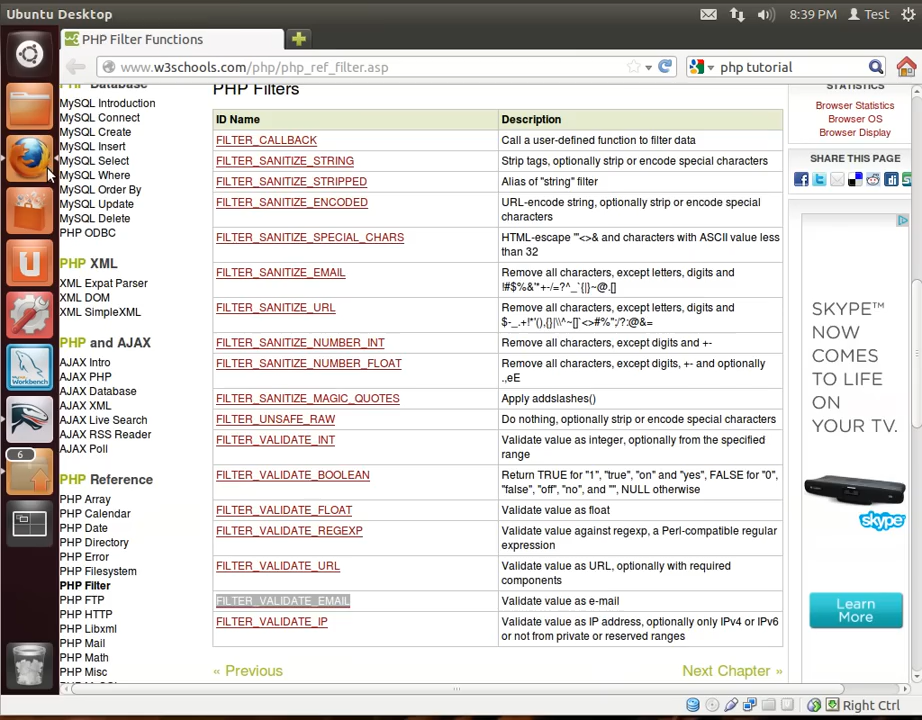 Ubuntu Desktop
8:39 PM
Test
PHP Filter Functions
www.w3schools.com/php/php_ref_filter.asp
php tutorial
PHP Database
MySQL Introduction
MySQL Connect
MySQL Create
MySQL Insert
MySQL Select
MySQL Where
MySQL Order By
MySQL Update
MySQL Delete
PHP ODBC
PHP XML
XML Expat Parser
XML DOM
XML SimpleXML
PHP and AJAX
AJAX Intro
AJAX PHP
AJAX Database
AJAX XML
AJAX Live Search
AJAX RSS Reader
AJAX Poll
PHP Reference
PHP Array
PHP Calendar
PHP Date
PHP Directory
PHP Error
PHP Filesystem
PHP Filter
PHP FTP
PHP HTTP
PHP Libxml
PHP Mail
PHP Math
PHP Misc
PHP Filters
ID Name Description
FILTER_CALLBACK Call a user-defined function to filter data
FILTER_SANITIZE_STRING Strip tags, optionally strip or encode special characters
FILTER_SANITIZE_STRIPPED Alias of "string" filter
FILTER_SANITIZE_ENCODED URL-encode string, optionally strip or encode special
characters
FILTER_SANITIZE_SPECIAL_CHARS HTML-escape '"<>& and characters with ASCII value less
than 32
FILTER_SANITIZE_EMAIL Remove all characters, except letters, digits and
!#$%&'*+-/=?^_`{|}~@.[]
FILTER_SANITIZE_URL Remove all characters, except letters, digits and
$-_.+!*'(),{}|\\^~[]`<>#%";/?:@&=
FILTER_SANITIZE_NUMBER_INT Remove all characters, except digits and +-
FILTER_SANITIZE_NUMBER_FLOAT Remove all characters, except digits, +- and optionally
.,eE
FILTER_SANITIZE_MAGIC_QUOTES Apply addslashes()
FILTER_UNSAFE_RAW Do nothing, optionally strip or encode special characters
FILTER_VALIDATE_INT Validate value as integer, optionally from the specified
range
FILTER_VALIDATE_BOOLEAN Return TRUE for "1", "true", "on" and "yes", FALSE for "0",
"false", "off", "no", and "", NULL otherwise
FILTER_VALIDATE_FLOAT Validate value as float
FILTER_VALIDATE_REGEXP Validate value against regexp, a Perl-compatible regular
expression
FILTER_VALIDATE_URL Validate value as URL, optionally with required
components
FILTER_VALIDATE_EMAIL Validate value as e-mail
FILTER_VALIDATE_IP Validate value as IP address, optionally only IPv4 or IPv6
or not from private or reserved ranges
« Previous
Next Chapter »
STATISTICS
Browser Statistics
Browser OS
Browser Display
SHARE THIS PAGE
SKYPE™
NOW
COMES
TO LIFE
ON
YOUR TV.
skype
Learn
More
MySQL
Workbench
6
Right Ctrl